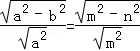 √(a² − b²)/√(a²) = √(m² − n²)/√(m²)